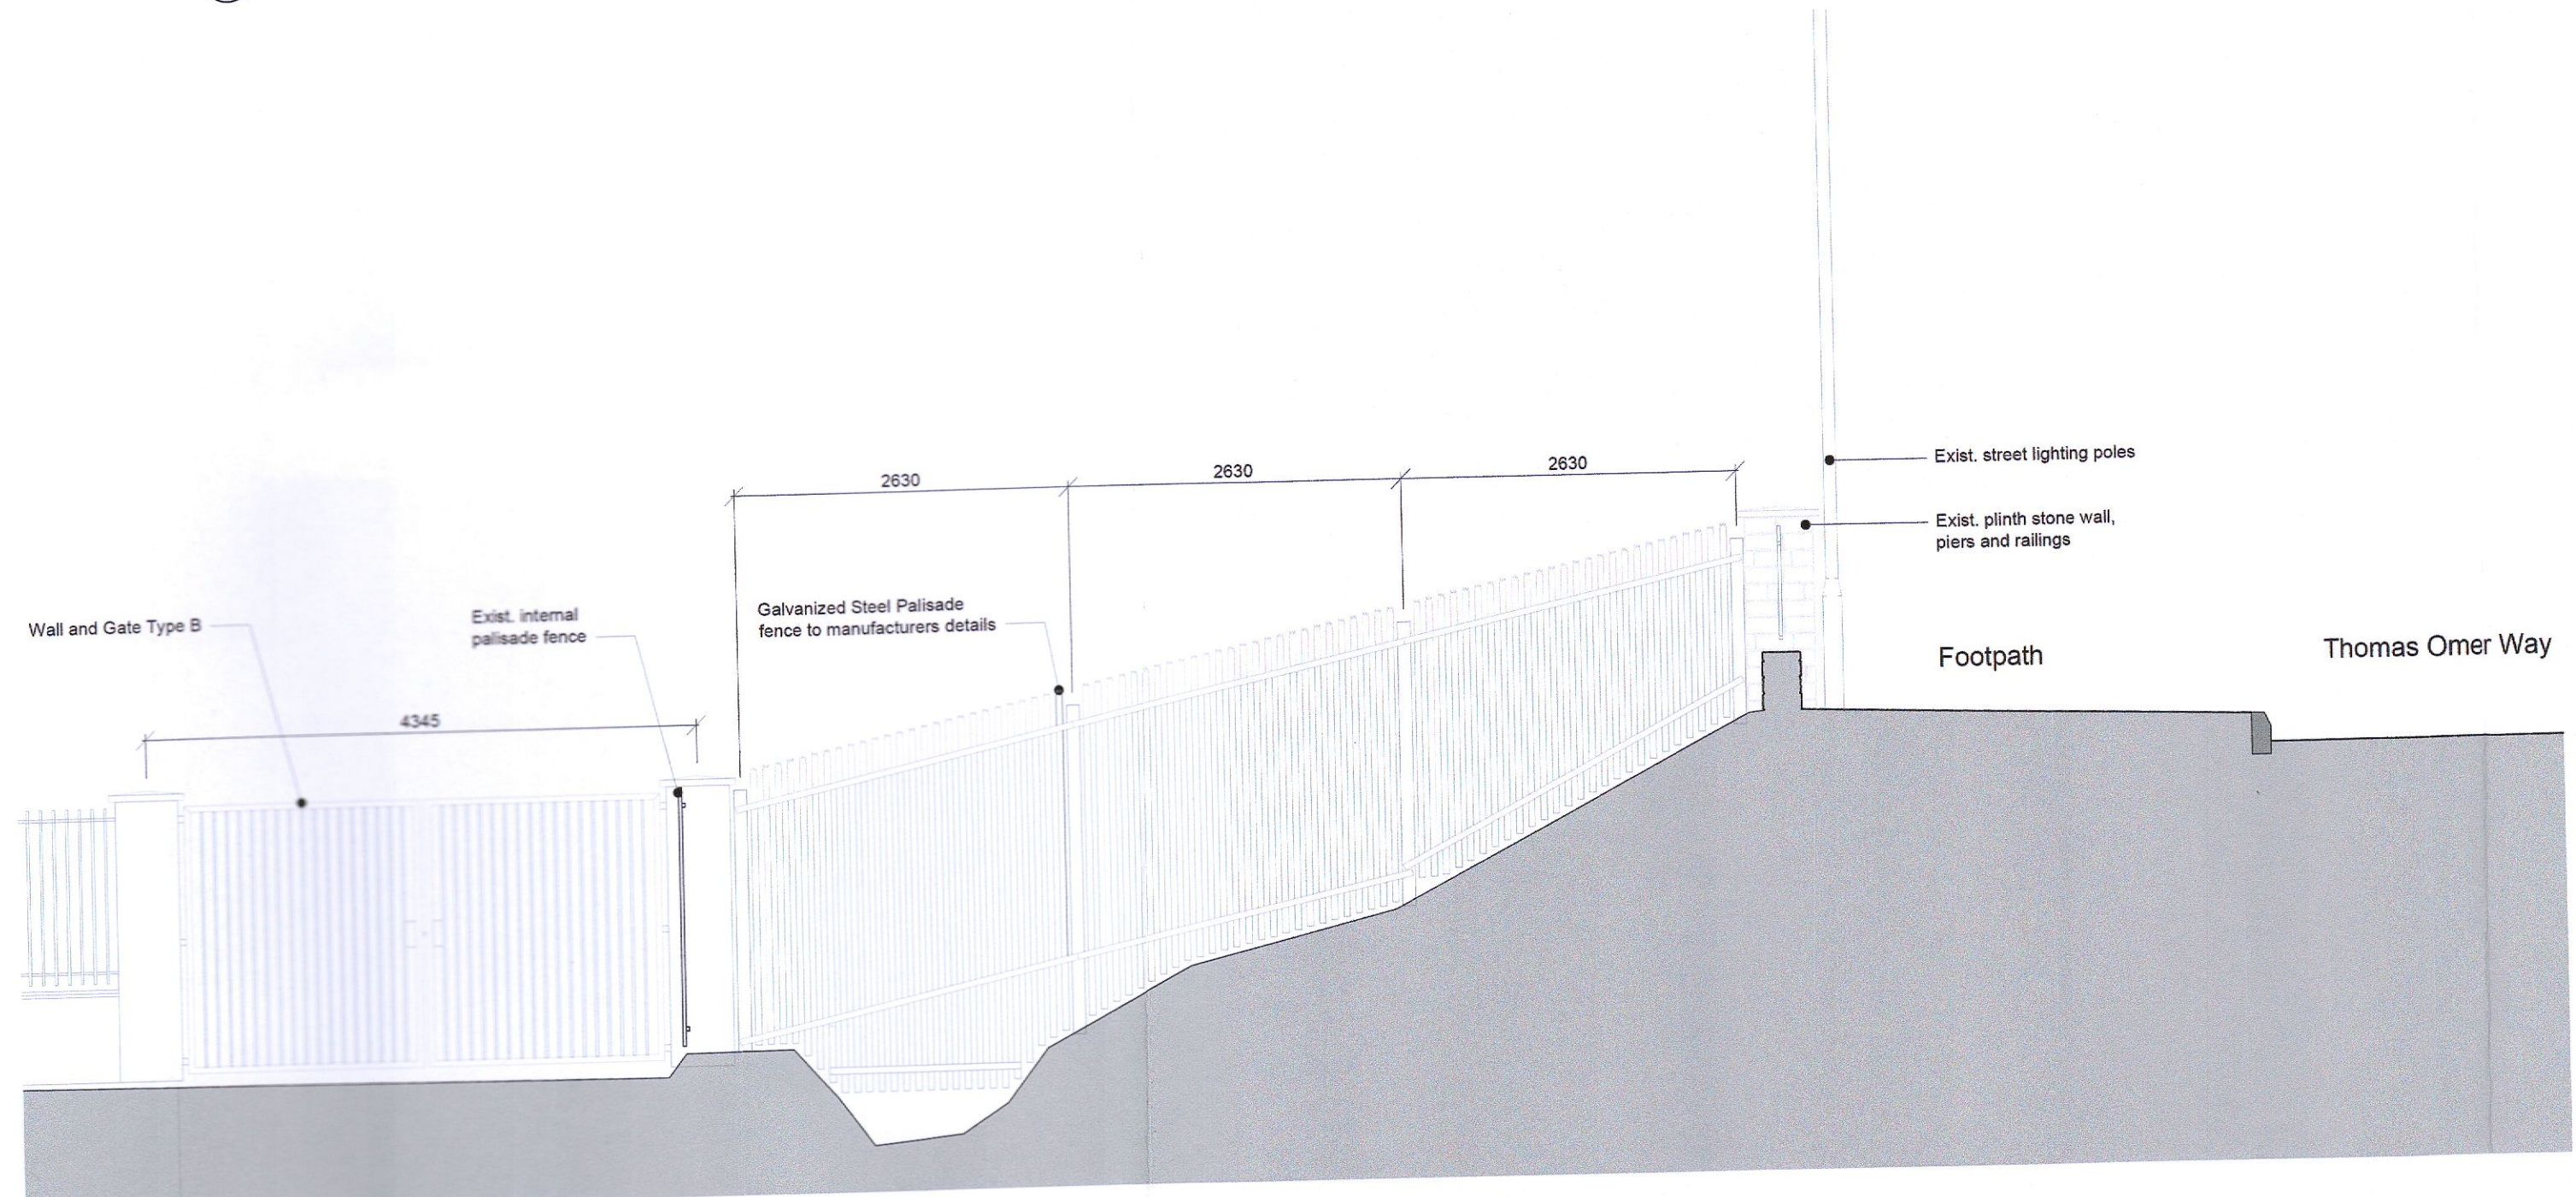 2630
2630
2630
Exist. street lighting poles
Exist. plinth stone wall,
piers and railings
Galvanized Steel Palisade
fence to manufacturers details
Exist. internal
palisade fence
Wall and Gate Type B
4345
Footpath
Thomas Omer Way